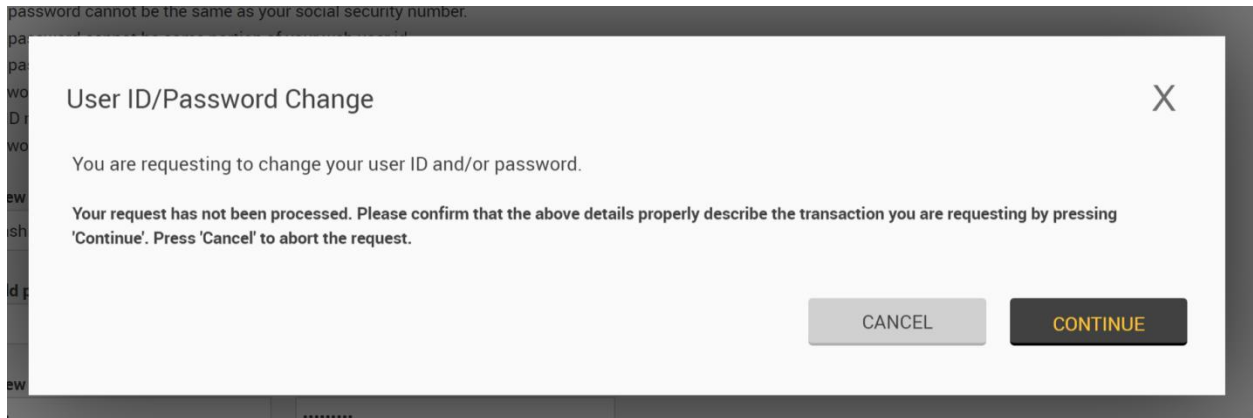 password cannot be the same as your social security number.
User ID/Password Change
X
You are requesting to change your user ID and/or password.
Your request has not been processed. Please confirm that the above details properly describe the transaction you are requesting by pressing
'Continue'. Press 'Cancel' to abort the request.
CANCEL
CONTINUE